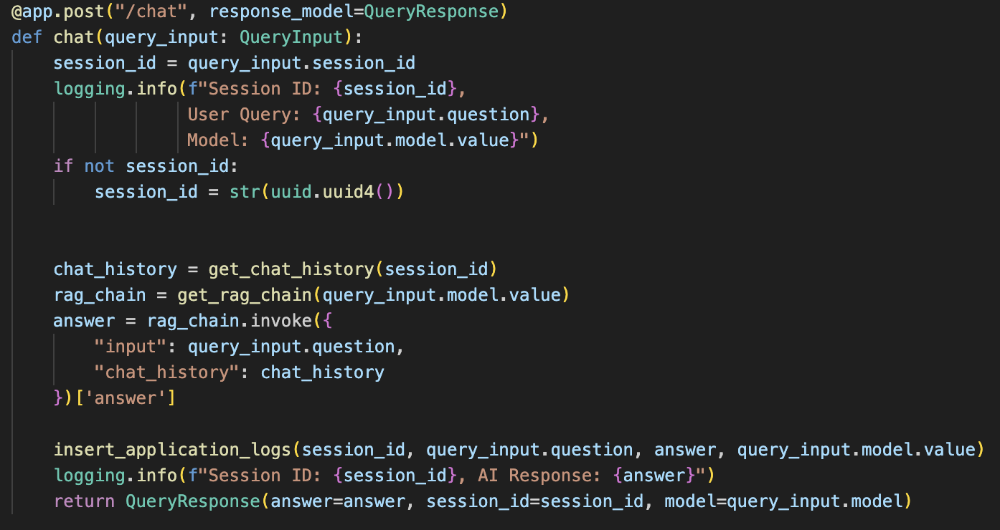 @app.post("/chat", response_model=QueryResponse)
def chat(query_input: QueryInput):
    session_id = query_input.session_id
    logging.info(f"Session ID: {session_id},
                 User Query: {query_input.question},
                 Model: {query_input.model.value}")
    if not session_id:
        session_id = str(uuid.uuid4())
    chat_history = get_chat_history(session_id)
    rag_chain = get_rag_chain(query_input.model.value)
    answer = rag_chain.invoke({
        "input": query_input.question,
        "chat_history": chat_history
    })['answer']
    insert_application_logs(session_id, query_input.question, answer, query_input.model.value)
    logging.info(f"Session ID: {session_id}, AI Response: {answer}")
    return QueryResponse(answer=answer, session_id=session_id, model=query_input.model)